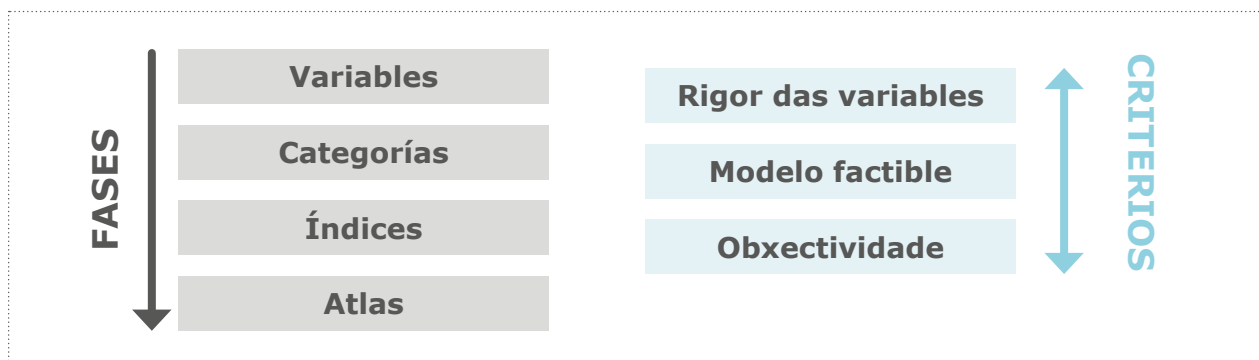 FASES
Variables
Categorías
Índices
Atlas
Rigor das variables
Modelo factible
Obxectividade
CRITERIOS